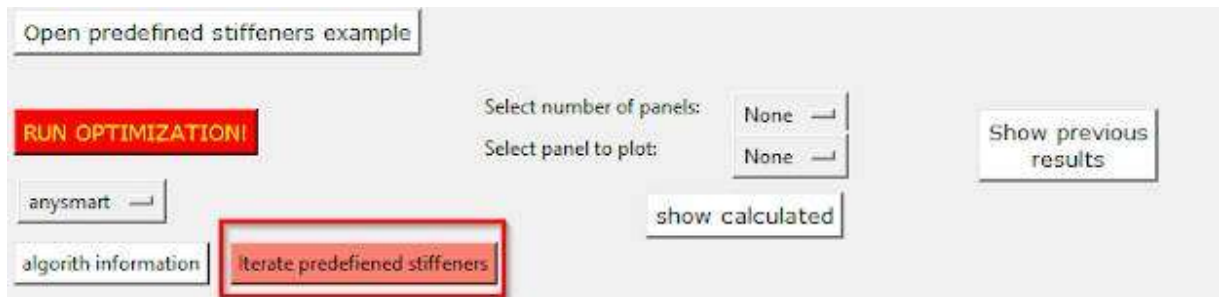 Open predefined stiffeners example
RUN OPTIMIZATION!
Select number of panels:
None
Select panel to plot:
None
Show previous
results
anysmart
show calculated
algorith information
Iterate predefiened stiffeners